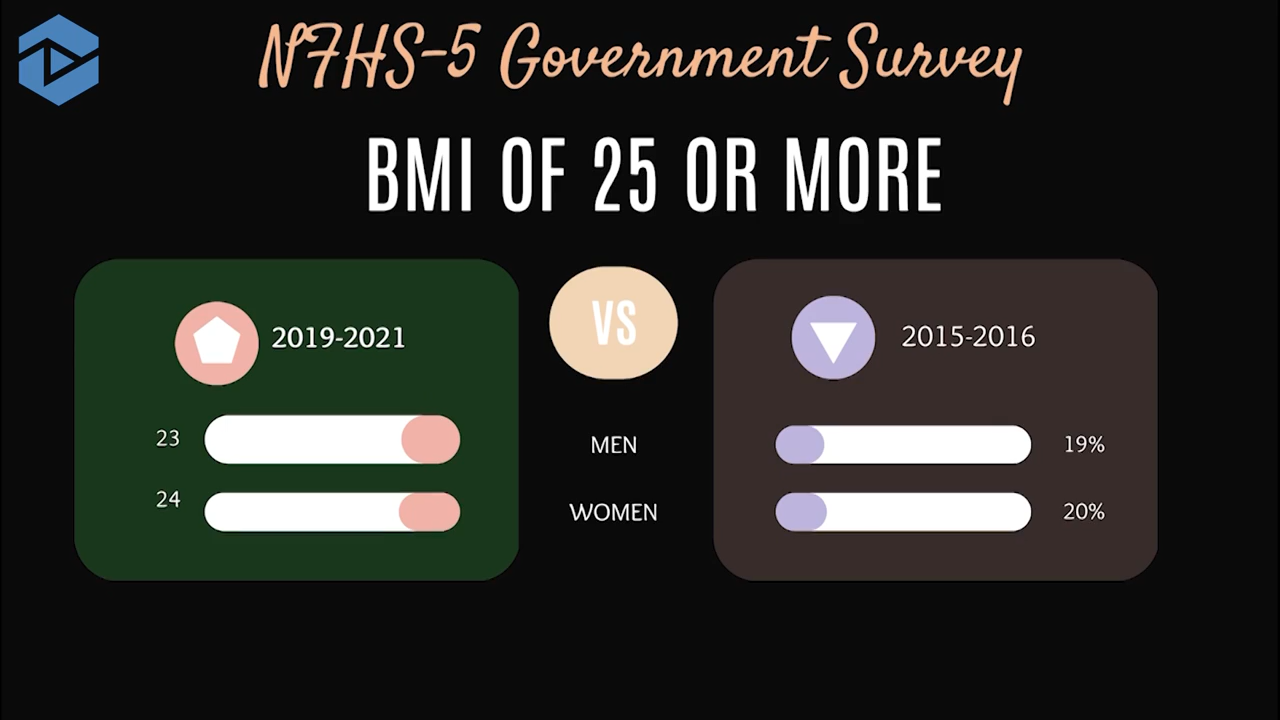 NFHS-5 Government Survey
BMI OF 25 OR MORE
2019-2021
VS
2015-2016
23
MEN
19%
24
WOMEN
20%